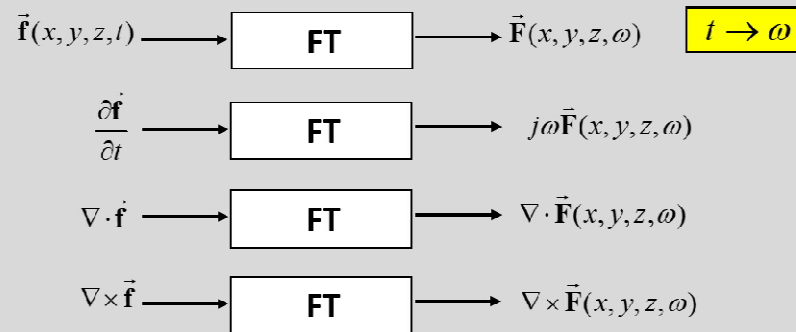 f⃗(x, y, z, t) FT F⃗(x, y, z, ω) t → ω
∂f⃗/∂t FT jωF⃗(x, y, z, ω)
∇ · f⃗ FT ∇ · F⃗(x, y, z, ω)
∇ × f⃗ FT ∇ × F⃗(x, y, z, ω)